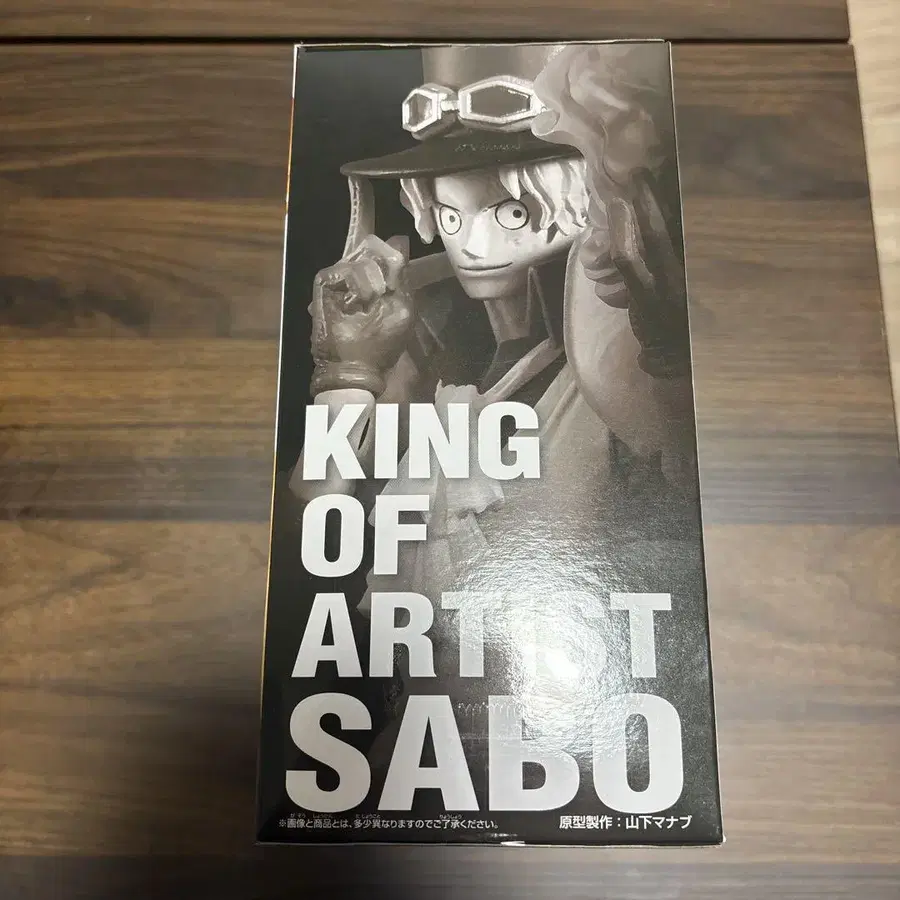 KING
OF
ARTIST
SABO
※画像と商品とは、多少異なりますのでご了承ください。
原型製作：山下マナブ